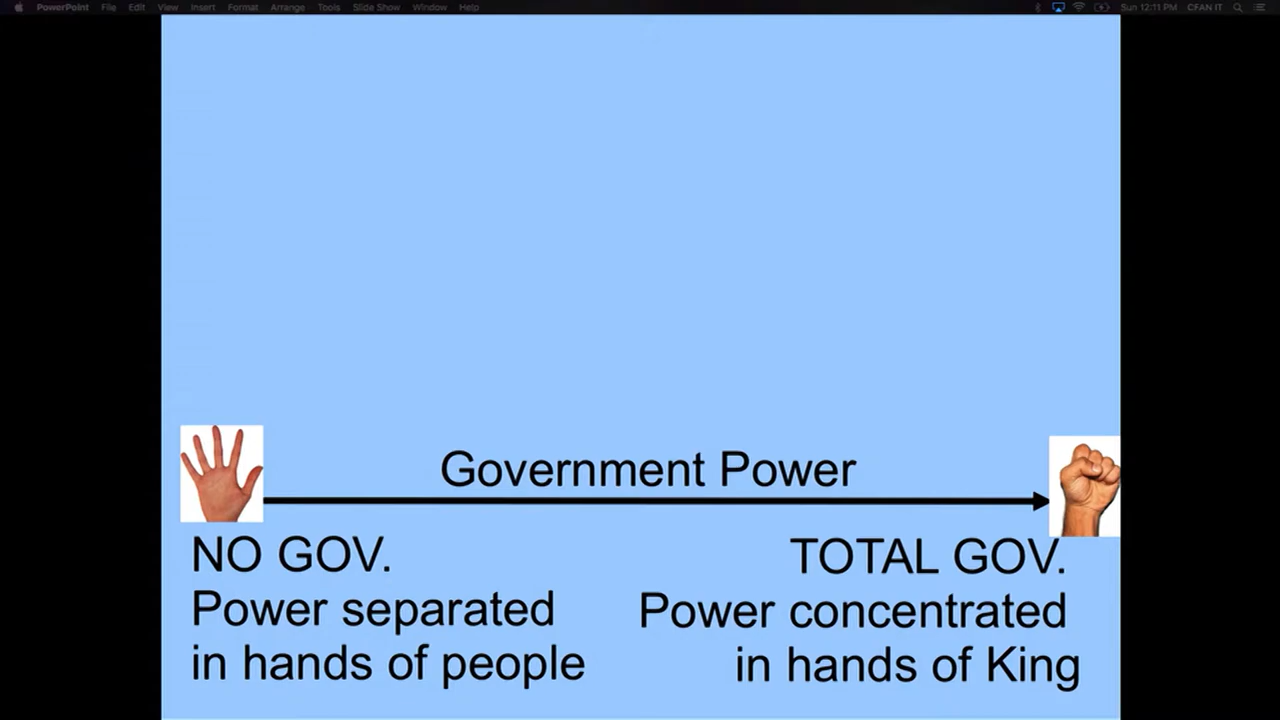 PowerPoint File Edit View Insert Format Arrange Tools Slide Show Window Help Sun 12:11 PM CFAN IT
Government Power
NO GOV.
Power separated
in hands of people
TOTAL GOV.
Power concentrated
in hands of King